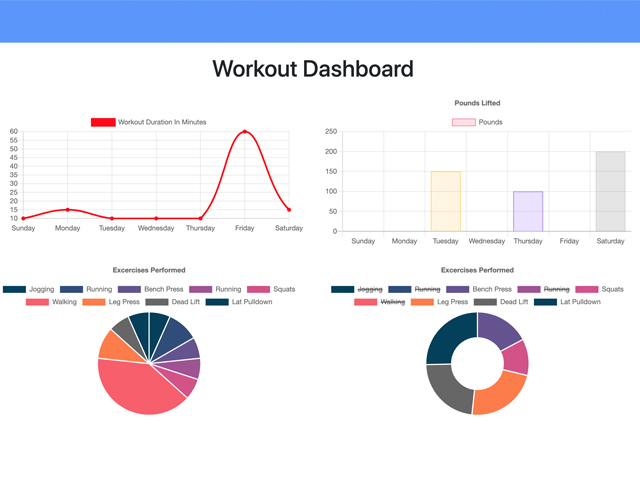 Workout Dashboard
Workout Duration In Minutes
60
55
50
45
40
35
30
25
20
15
10
Sunday Monday Tuesday Wednesday Thursday Friday Saturday
Pounds Lifted
Pounds
250
200
150
100
50
0
Sunday Monday Tuesday Wednesday Thursday Friday Saturday
Excercises Performed
Jogging Running Bench Press Running Squats
Walking Leg Press Dead Lift Lat Pulldown
Excercises Performed
Jogging Running Bench Press Running Squats
Walking Leg Press Dead Lift Lat Pulldown